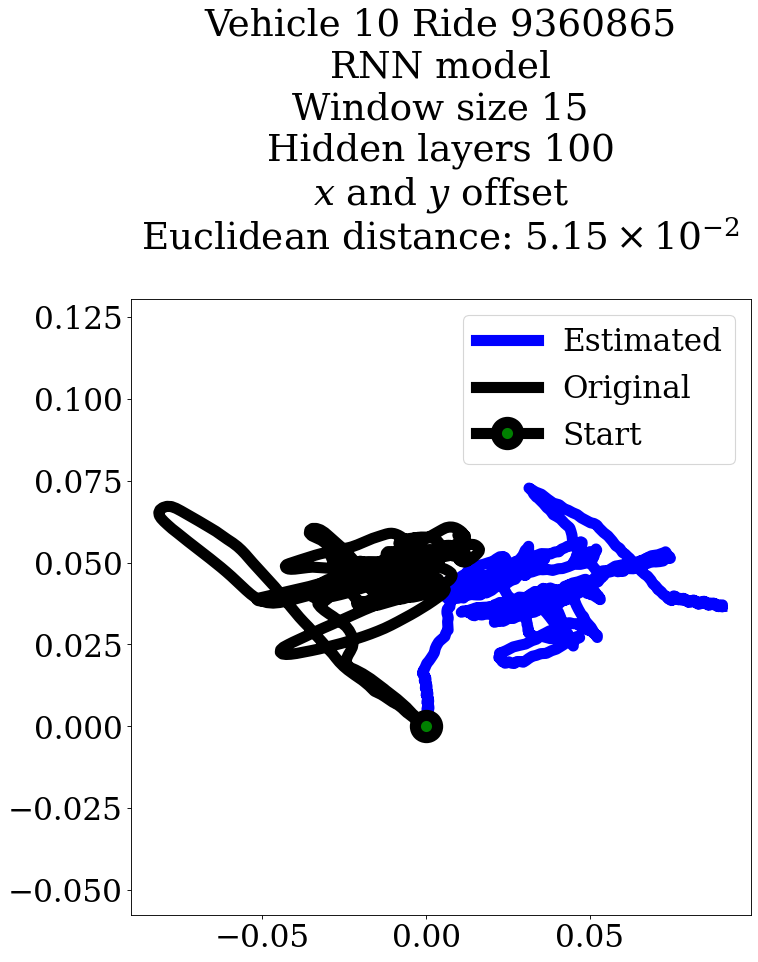 Vehicle 10 Ride 9360865
RNN model
Window size 15
Hidden layers 100
x and y offset
Euclidean distance: 5.15 × 10⁻²
Estimated
Original
Start
0.125
0.100
0.075
0.050
0.025
0.000
−0.025
−0.050
−0.05 0.00 0.05